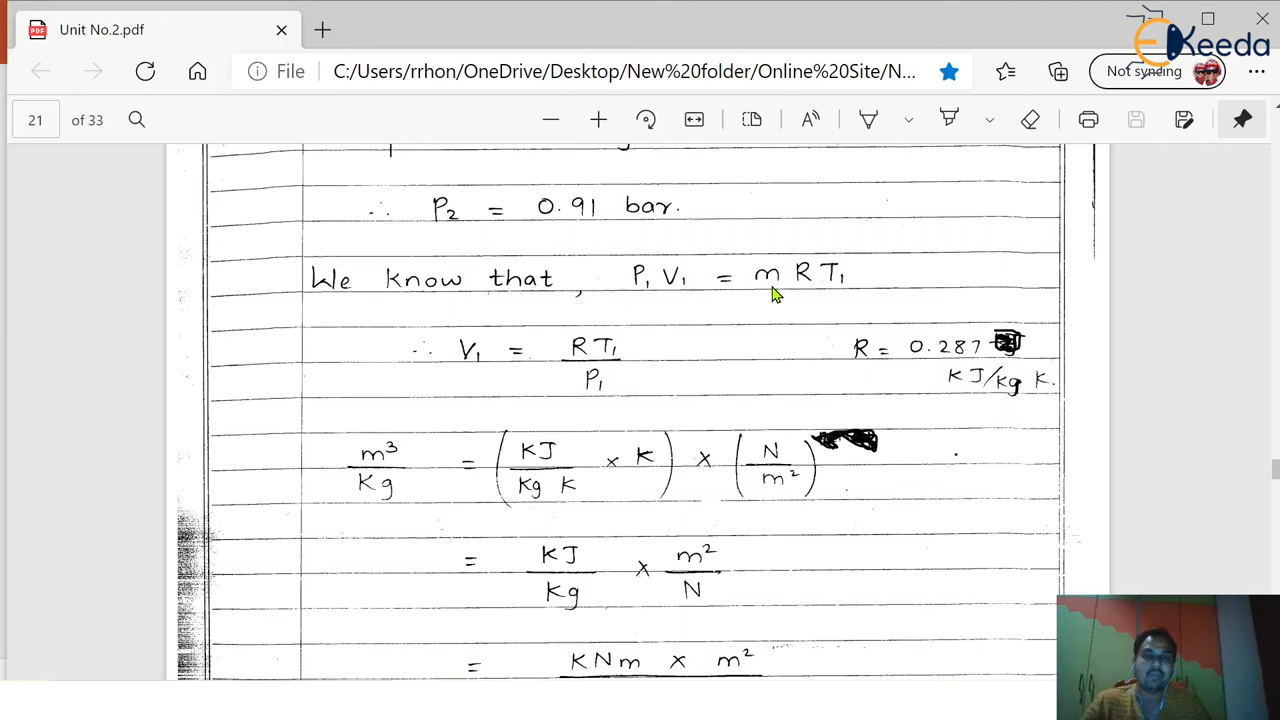 Unit No.2.pdf
EKeeda
File
C:/Users/rrhon/OneDrive/Desktop/New%20folder/Online%20Site/N...
Not syncing
21 of 33
∴ P₂ = 0.91 bar.
We know that, P₁ V₁ = m R T₁
∴ V₁ = R T₁ / P₁ R = 0.287
KJ/kg K.
m³/Kg = (KJ/Kg K × K) × (N/m²)
= KJ/Kg × m²/N
= KNm × m²